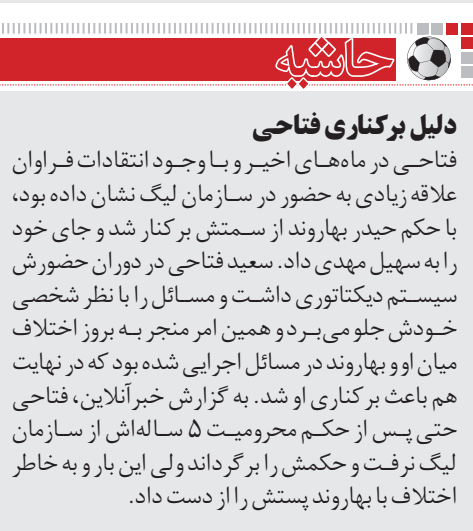 حاشیه
دلیل برکناری فتاحی
فتاحی در ماه‌های اخیر و با وجود انتقادات فراوان
علاقه زیادی به حضور در سازمان لیگ نشان داده بود،
با حکم حیدر بهاروند از سمتش برکنار شد و جای خود
را به سهیل مهدی داد. سعید فتاحی در دوران حضورش
سیستم دیکتاتوری داشت و مسائل را با نظر شخصی
خودش جلو می‌برد و همین امر منجر به بروز اختلاف
میان او و بهاروند در مسائل اجرایی شده بود که در نهایت
هم باعث برکناری او شد. به گزارش خبرآنلاین، فتاحی
حتی پس از حکم محرومیت ۵ ساله‌اش از سازمان
لیگ نرفت و حکمش را برگرداند ولی این بار و به خاطر
اختلاف با بهاروند پستش را از دست داد.